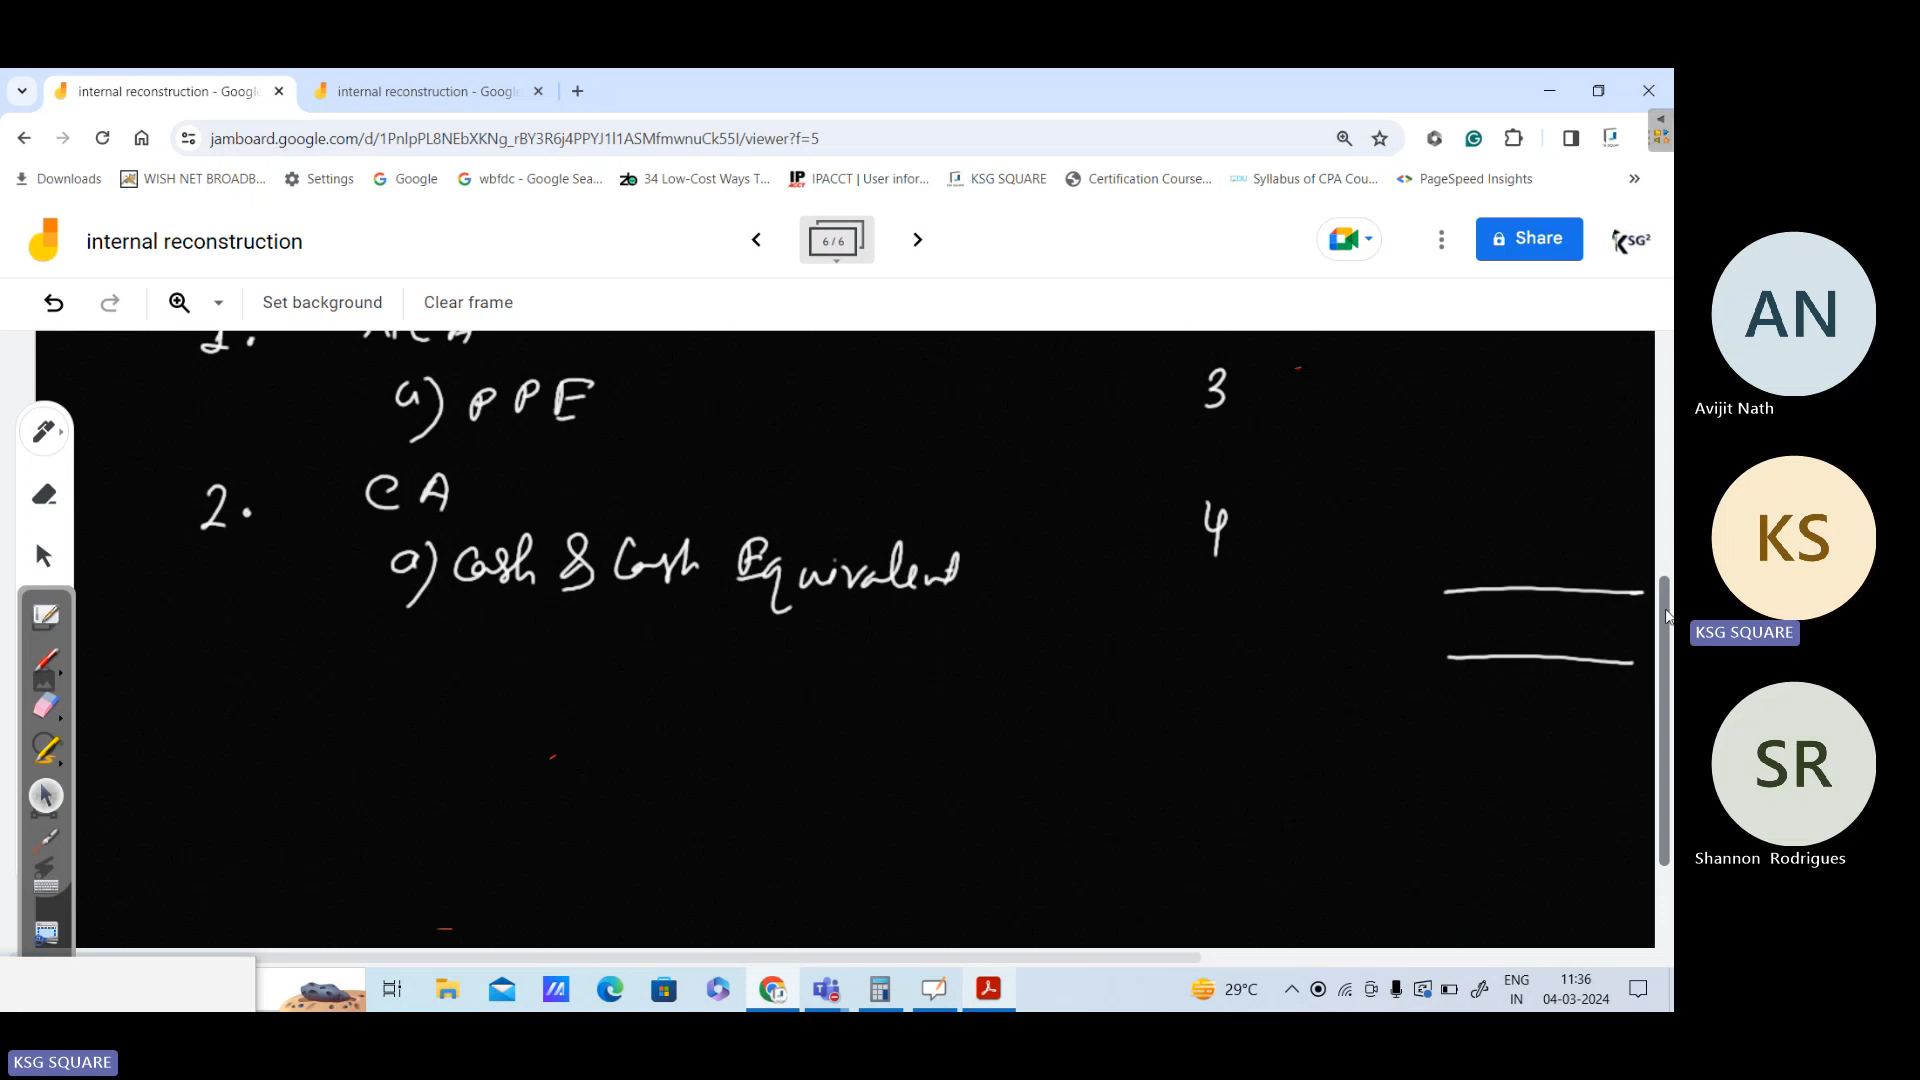 internal reconstruction - Google
internal reconstruction - Google
jamboard.google.com/d/1PnlpPL8NEbXKNg_rBY3R6j4PPYJ1l1ASMfmwnuCk55I/viewer?f=5
Downloads WISH NET BROADB... Settings Google wbfdc - Google Sea... 34 Low-Cost Ways T... IPACCT | User infor... KSG SQUARE Certification Course... Syllabus of CPA Cou... PageSpeed Insights
internal reconstruction
6 / 6
Share
KSG²
Set background Clear frame
1.
a) PPE 3
2. CA 4
a) Cash & Cash Equivalent
AN
Avijit Nath
KS
KSG SQUARE
SR
Shannon Rodrigues
29°C
ENG
IN
11:36
04-03-2024
KSG SQUARE